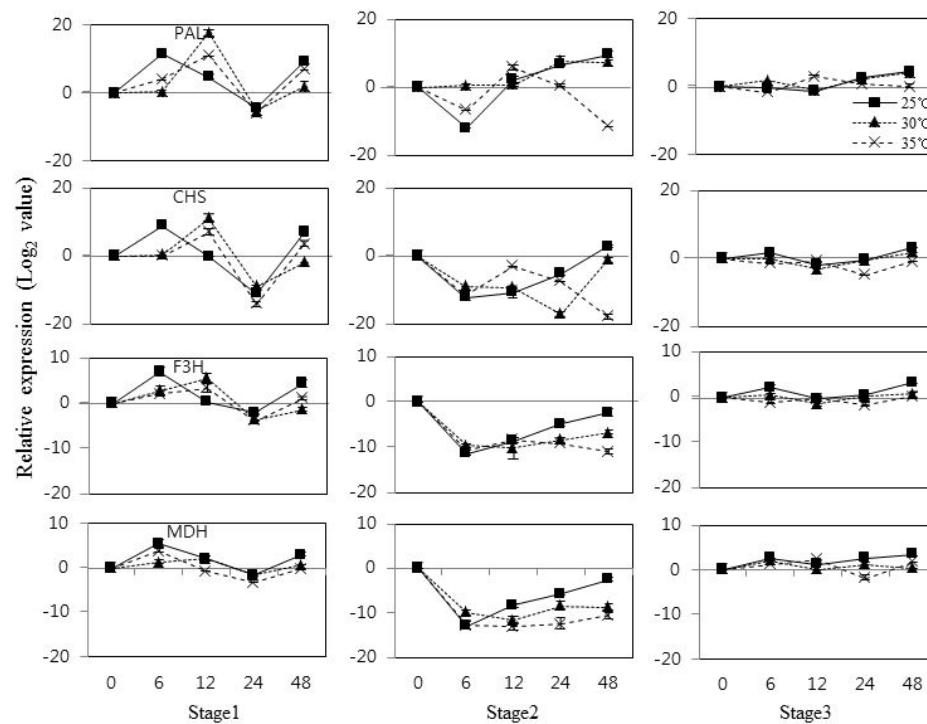 Relative expression (Log₂ value)
20 20 20
PAL
10
0 0 0
-20 -20 -20
25℃
30℃
35℃
20 20 20
CHS
0 0 0
-20 -20 -20
10 10 10
F3H
0 0 0
-10 -10 -10
-20 -20 -20
10 10 10
MDH
0 0 0
-10 -10 -10
-20 -20 -20
0 6 12 24 48 0 6 12 24 48 0 6 12 24 48
Stage1 Stage2 Stage3